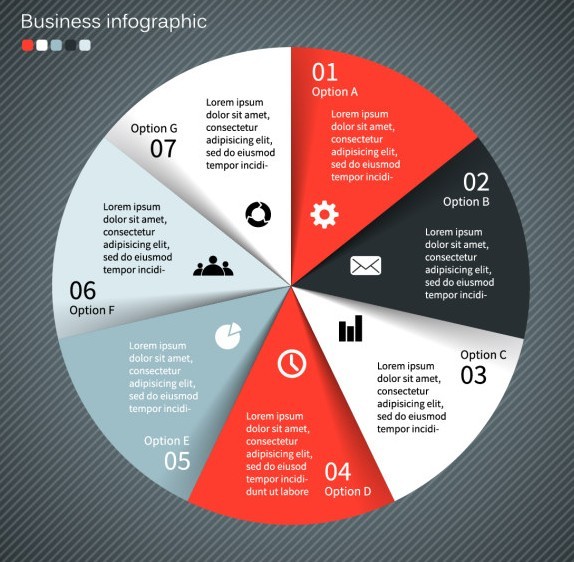 Business infographic
01
Option A
Lorem ipsum
dolor sit amet,
consectetur
adipisicing elit,
sed do eiusmod
tempor incidi-
02
Option B
Lorem ipsum
dolor sit amet,
consectetur
adipisicing elit,
sed do eiusmod
tempor incidi-
Option C
03
Lorem ipsum
dolor sit amet,
consectetur
adipisicing elit,
sed do eiusmod
tempor incidi-
Lorem ipsum
dolor sit amet,
consectetur
adipisicing elit,
sed do eiusod
tempor incidi-
dunt ut labore
04
Option D
Lorem ipsum
dolor sit amet,
consectetur
adipisicing elit,
sed do eiusmod
tempor incidi-
Option E
05
Lorem ipsum
dolor sit amet,
consectetur
adipisicing elit,
sed do eiusmod
tempor incidi-
06
Option F
Option G
07
Lorem ipsum
dolor sit amet,
consectetur
adipisicing elit,
sed do eiusmod
tempor incidi-